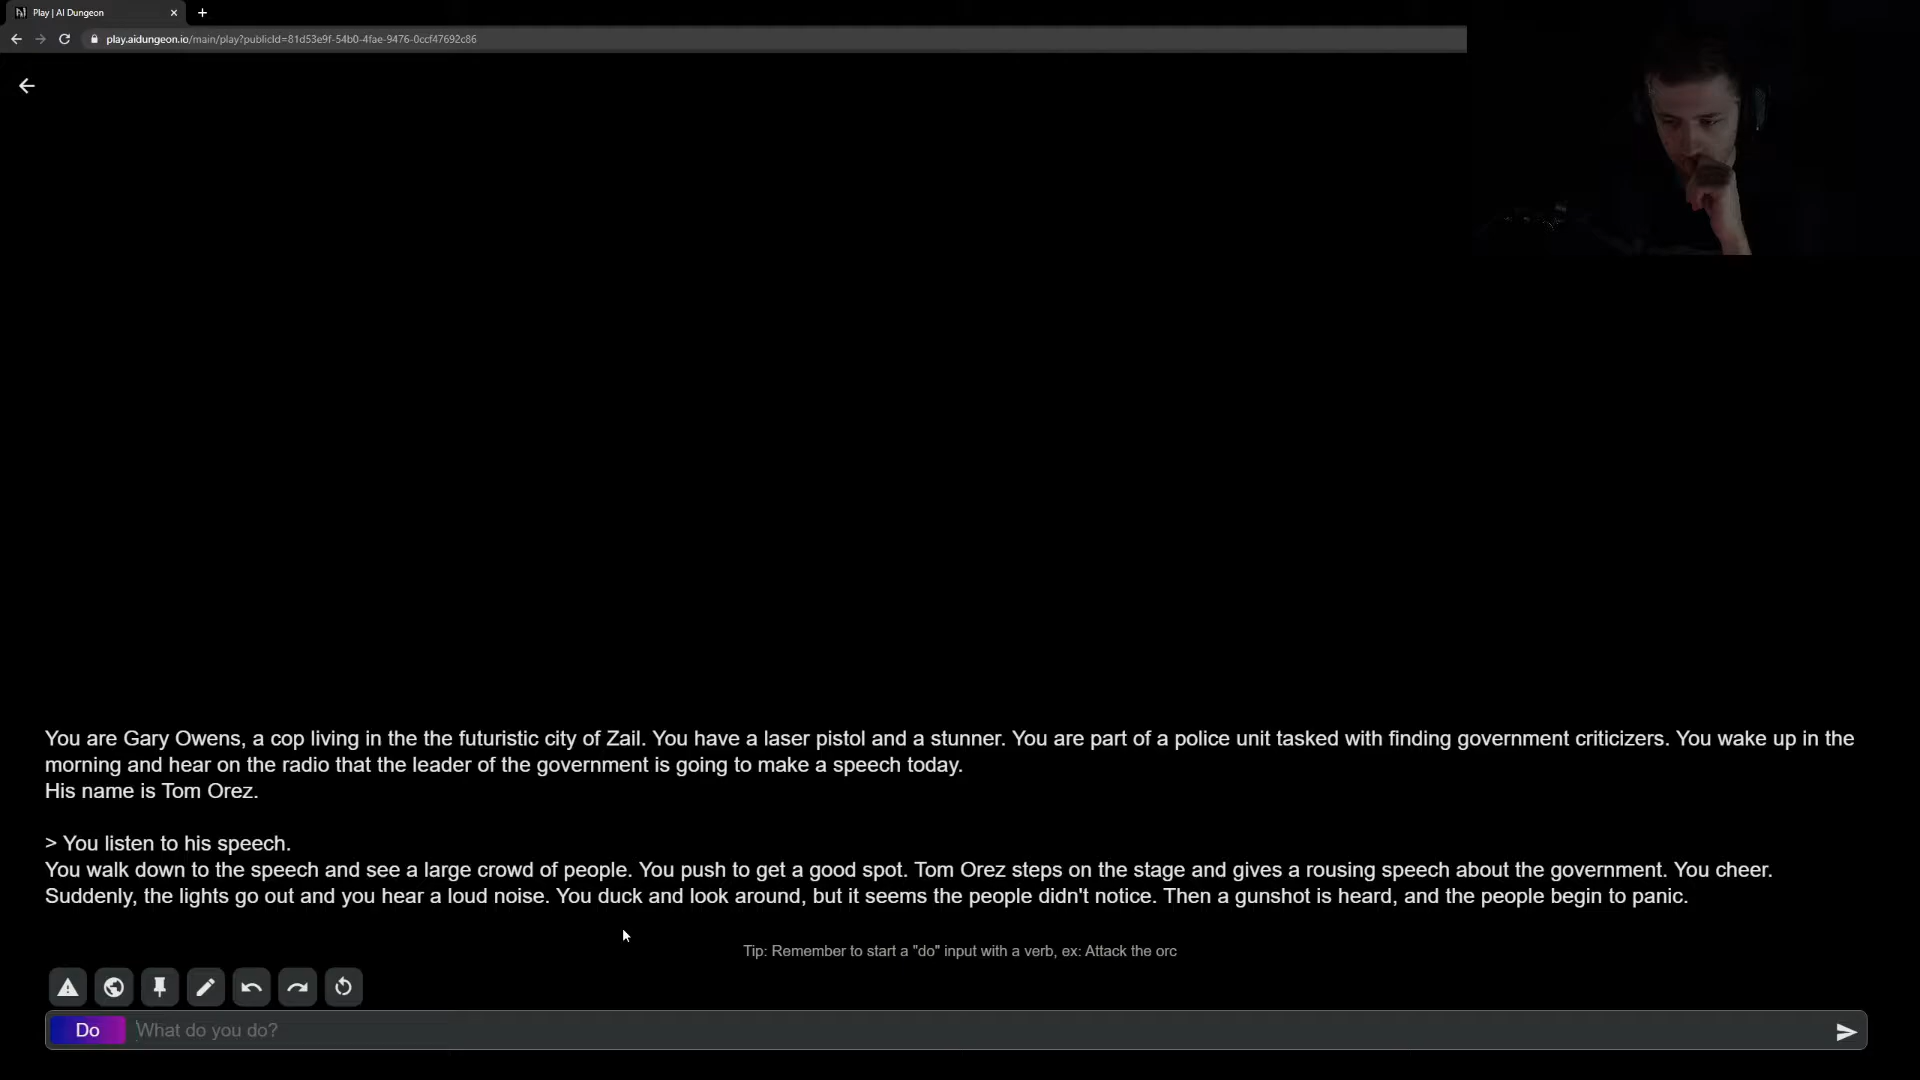 Play | AI Dungeon
play.aidungeon.io/main/play?publicId=81d53e9f-54b0-4fae-9476-0ccf47692c86
You are Gary Owens, a cop living in the the futuristic city of Zail. You have a laser pistol and a stunner. You are part of a police unit tasked with finding government criticizers. You wake up in the
morning and hear on the radio that the leader of the government is going to make a speech today.
His name is Tom Orez.
> You listen to his speech.
You walk down to the speech and see a large crowd of people. You push to get a good spot. Tom Orez steps on the stage and gives a rousing speech about the government. You cheer.
Suddenly, the lights go out and you hear a loud noise. You duck and look around, but it seems the people didn't notice. Then a gunshot is heard, and the people begin to panic.
Tip: Remember to start a "do" input with a verb, ex: Attack the orc
Do What do you do?